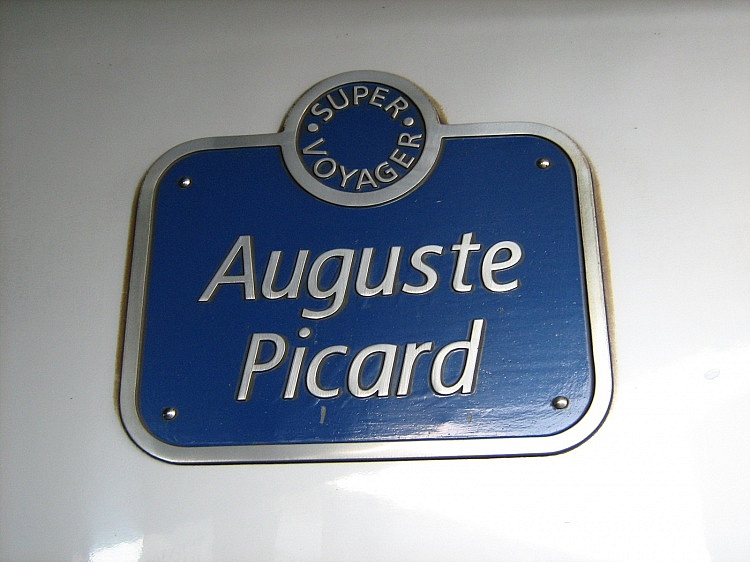 SUPER
VOYAGER
Auguste
Picard